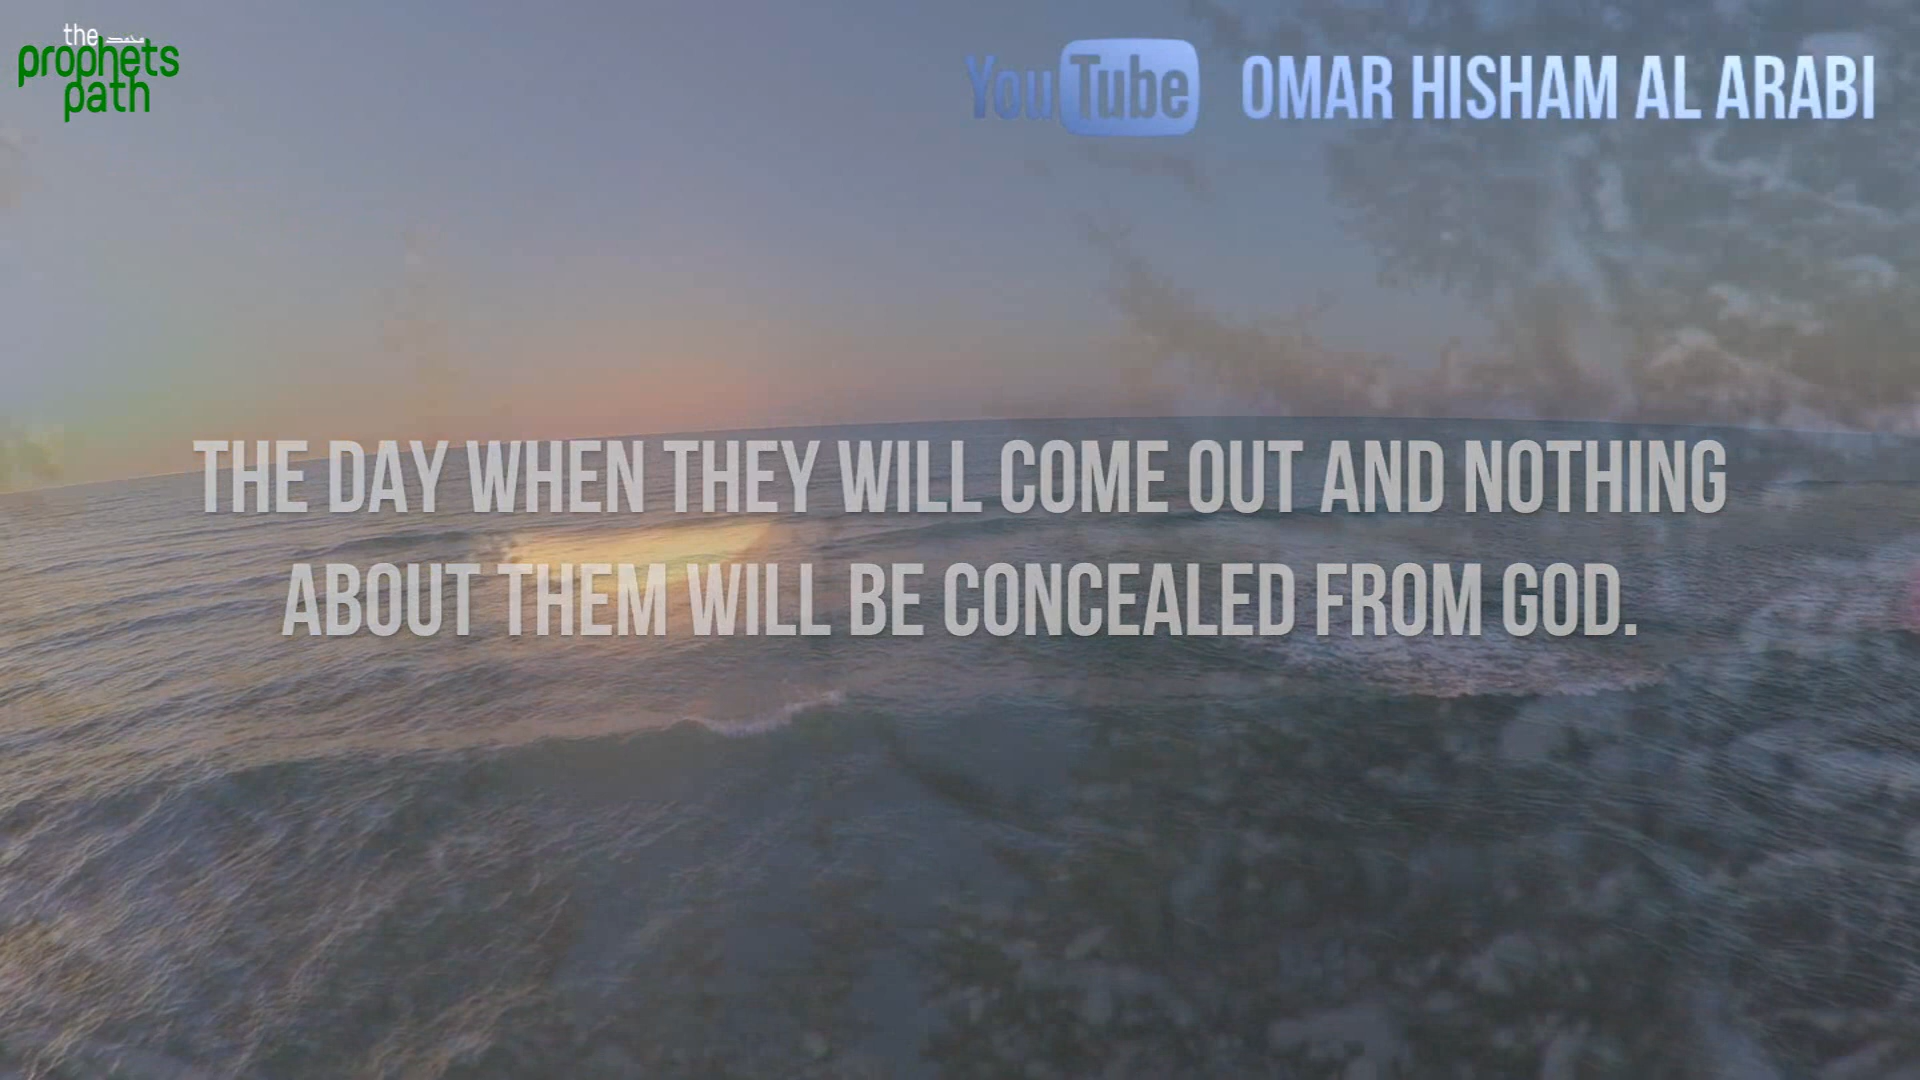 the
prophets
path
YouTube OMAR HISHAM AL ARABI
THE DAY WHEN THEY WILL COME OUT AND NOTHING
ABOUT THEM WILL BE CONCEALED FROM GOD.